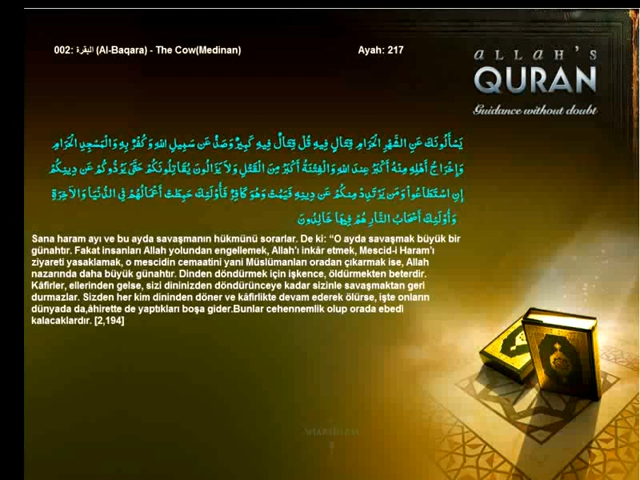 002: البقرة (Al-Baqara) - The Cow(Medinan)
Ayah: 217
ALLAH'S
QURAN
Guidance without doubt
يَسْأَلُونَكَ عَنِ الشَّهْرِ الْحَرَامِ قِتَالٍ فِيهِ قُلْ قِتَالٌ فِيهِ كَبِيرٌ وَصَدٌّ عَن سَبِيلِ اللّهِ وَكُفْرٌ بِهِ وَالْمَسْجِدِ الْحَرَامِ
وَإِخْرَاجُ أَهْلِهِ مِنْهُ أَكْبَرُ عِندَ اللّهِ وَالْفِتْنَةُ أَكْبَرُ مِنَ الْقَتْلِ وَلاَ يَزَالُونَ يُقَاتِلُونَكُمْ حَتَّىَ يَرُدُّوكُمْ عَن دِينِكُمْ
إِنِ اسْتَطَاعُواْ وَمَن يَرْتَدِدْ مِنكُمْ عَن دِينِهِ فَيَمُتْ وَهُوَ كَافِرٌ فَأُوْلَئِكَ حَبِطَتْ أَعْمَالُهُمْ فِي الدُّنْيَا وَالآخِرَةِ
وَأُوْلَئِكَ أَصْحَابُ النَّارِ هُمْ فِيهَا خَالِدُونَ
Sana haram ayı ve bu ayda savaşmanın hükmünü sorarlar. De ki: “O ayda savaşmak büyük bir
günahtır. Fakat insanları Allah yolundan engellemek, Allah’ı inkâr etmek, Mescid-i Haram’ı
ziyareti yasaklamak, o mescidin cemaatini yani Müslümanları oradan çıkarmak ise, Allah
nazarında daha büyük günahtır. Dinden döndürmek için işkence, öldürmekten beterdir.
Kâfirler, ellerinden gelse, sizi dininizden döndürünceye kadar sizinle savaşmaktan geri
durmazlar. Sizden her kim dininden döner ve kâfirlikte devam ederek ölürse, işte onların
dünyada da,âhirette de yaptıkları boşa gider.Bunlar cehennemlik olup orada ebedî
kalacaklardır. [2,194]